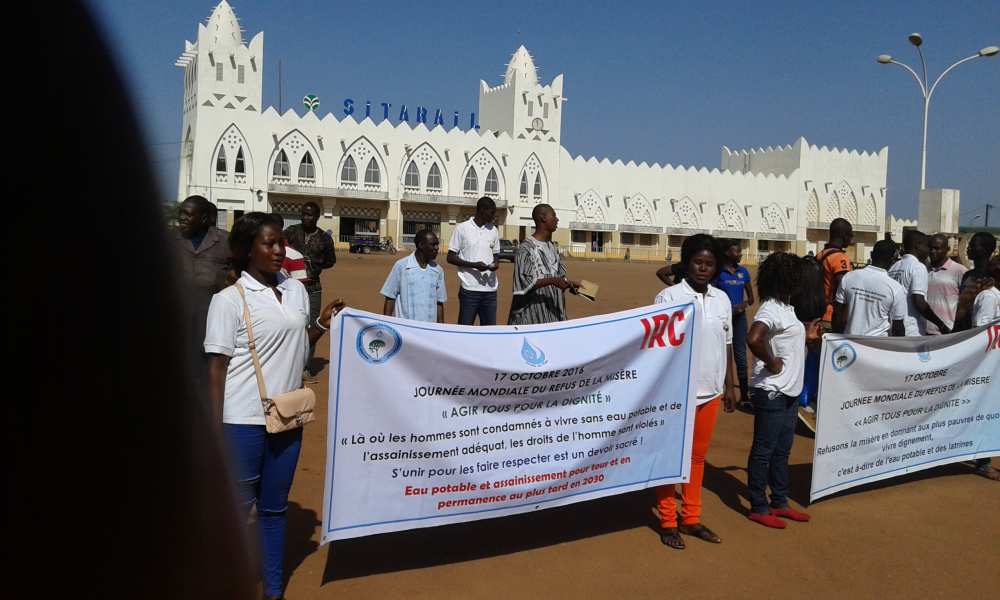 SITARAIL
IRC
17 OCTOBRE 2016
JOURNÉE MONDIALE DU REFUS DE LA MISÈRE
« AGIR TOUS POUR LA DIGNITÉ »
« Là où les hommes sont condamnés à vivre sans eau potable et de
l'assainissement adéquat, les droits de l'homme sont violés »
S'unir pour les faire respecter est un devoir sacré !
Eau potable et assainissement pour tous et en
permanence au plus tard en 2030
IRC
17 OCTOBRE
JOURNÉE MONDIALE DU REFUS DE LA MISÈRE
<<AGIR TOUS POUR LA DIGNITE >>
Refusons la misère en donnant aux plus pauvres de quoi
vivre dignement,
c'est à-dire de l'eau potable et des latrines